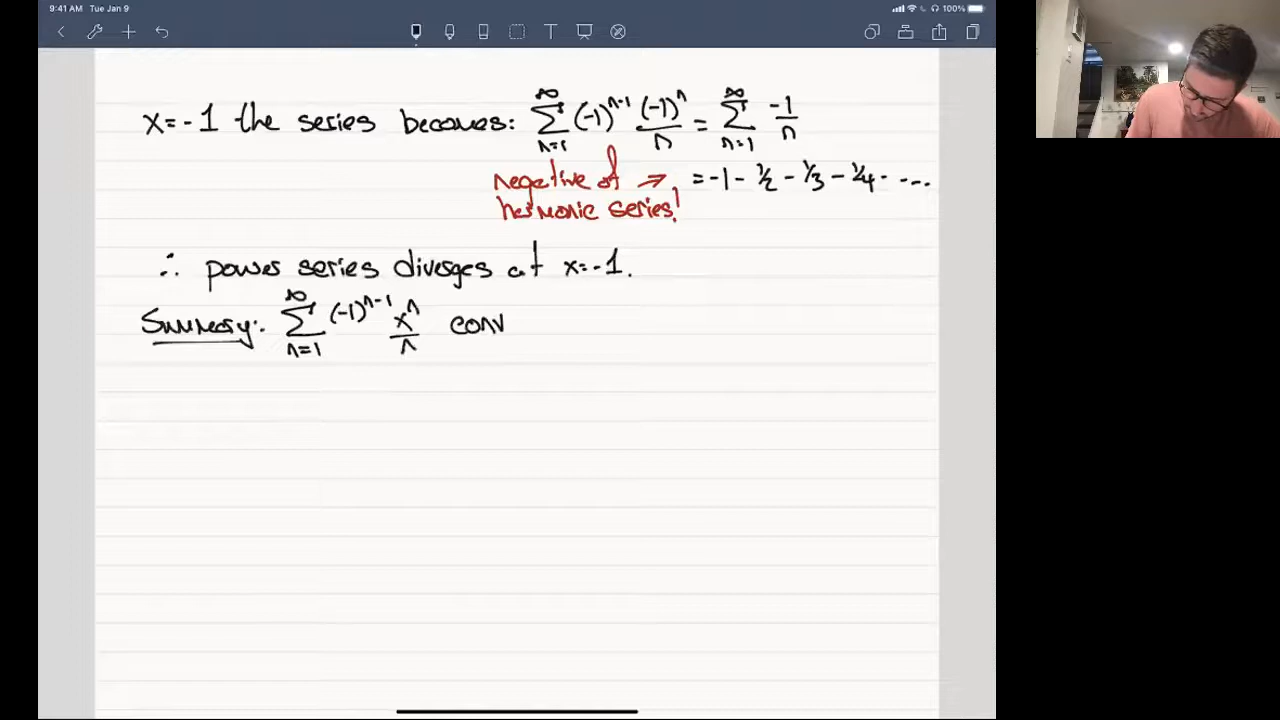 9:41 AM Tue Jan 9
100%
x=-1 the series becomes: ∞∑n=1 (-1)^{n-1} (-1)^n/n = ∞∑n=1 -1/n
negative of → = -1 - 1/2 - 1/3 - 1/4 - ....
harmonic series!
∴ power series diverges at x=-1.
Summary: ∞∑n=1 (-1)^{n-1} x^n/n conv